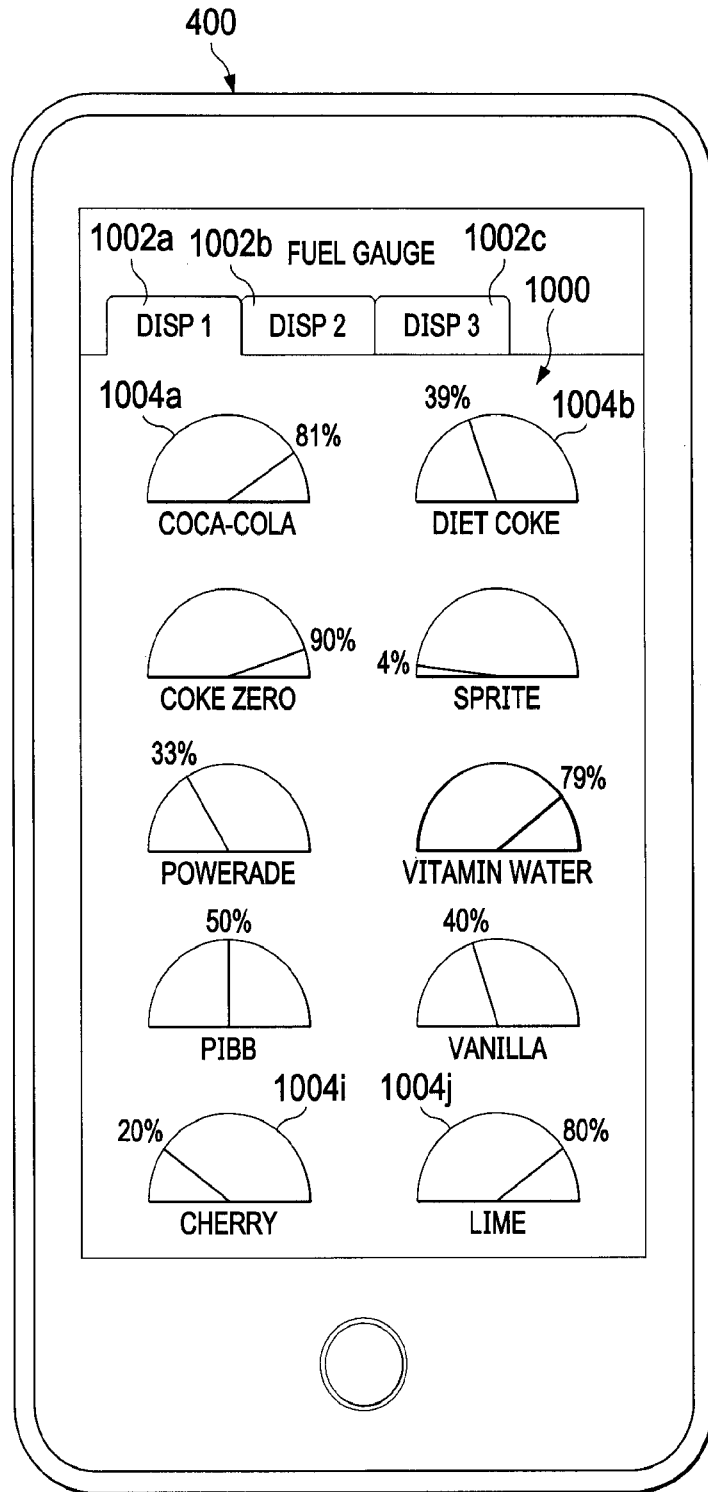 400
1002a 1002b FUEL GAUGE 1002c
1000
DISP 1 DISP 2 DISP 3
1004a 39% 1004b
81%
COCA-COLA DIET COKE
90% 4%
COKE ZERO SPRITE
33% 79%
POWERADE VITAMIN WATER
50% 40%
PIBB VANILLA
1004i 1004j
20% 80%
CHERRY LIME